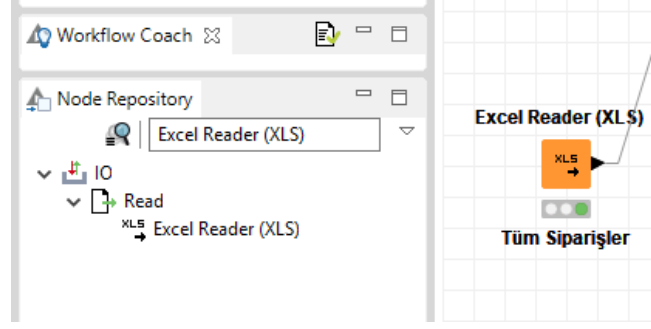 Workflow Coach
Node Repository
Excel Reader (XLS)
IO
Read
XLS Excel Reader (XLS)
Excel Reader (XLS)
XLS
Tüm Siparişler